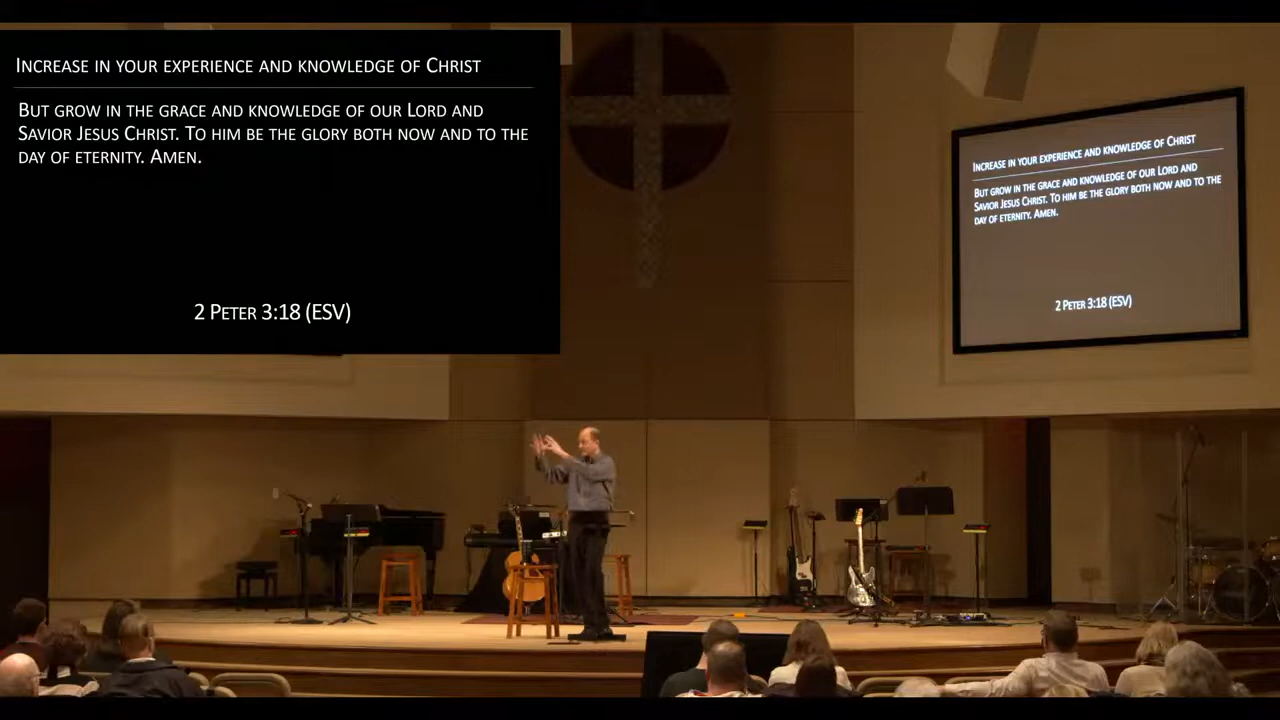 Increase in your experience and knowledge of Christ
But grow in the grace and knowledge of our Lord and
Savior Jesus Christ. To him be the glory both now and to the
day of eternity. Amen.
2 Peter 3:18 (ESV)
Increase in your experience and knowledge of Christ
But grow in the grace and knowledge of our Lord and
Savior Jesus Christ. To him be the glory both now and to the
day of eternity. Amen.
2 Peter 3:18 (ESV)